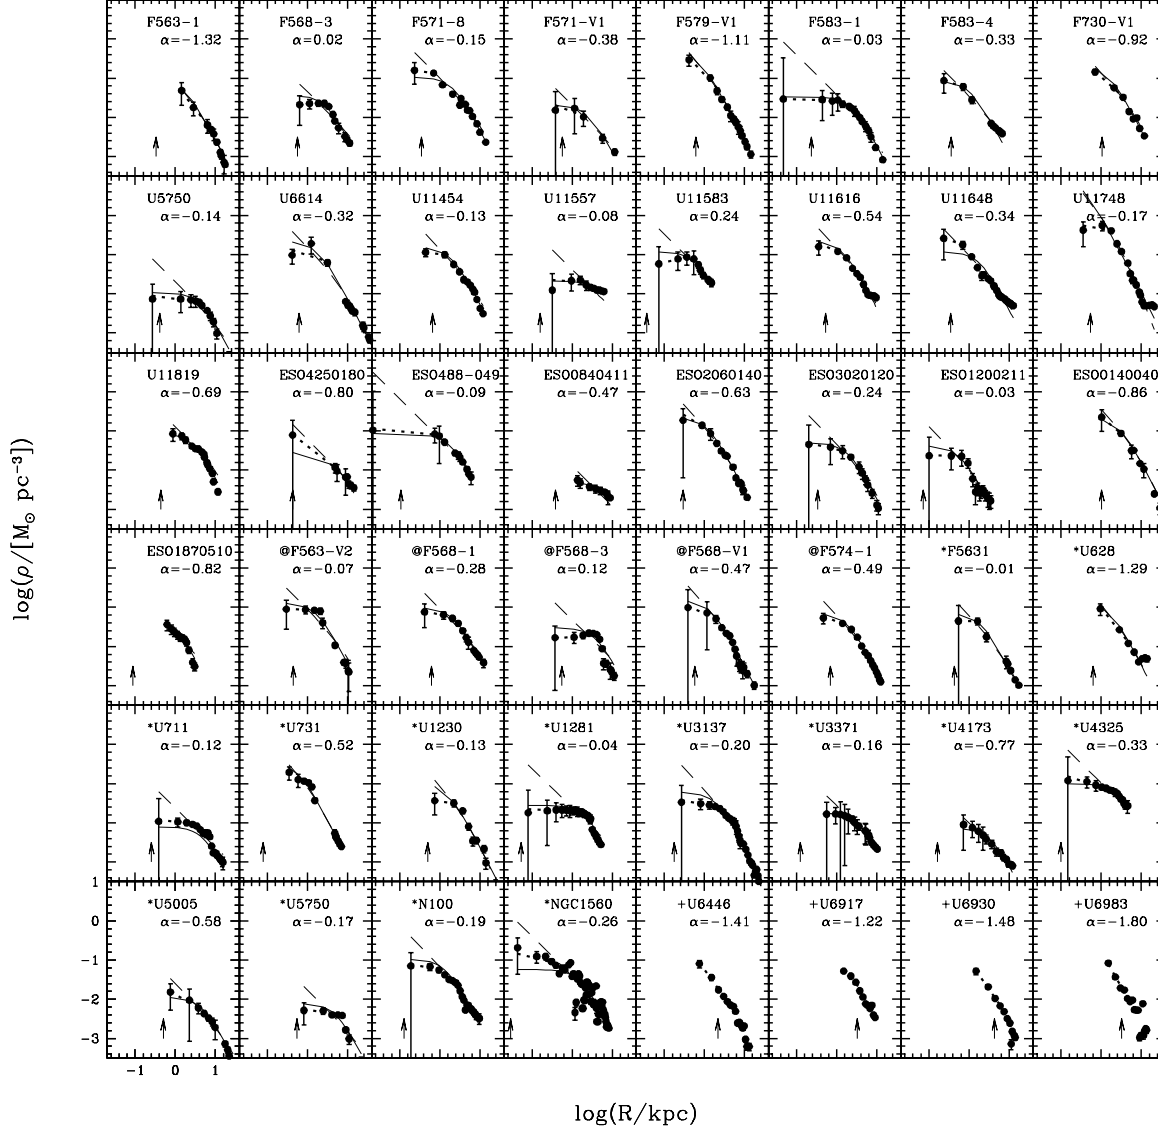 F563-1 F568-3 F571-8 F571-V1 F579-V1 F583-1 F583-4 F730-V1
α=-1.32 α=0.02 α=-0.15 α=-0.38 α=-1.11 α=-0.03 α=-0.33 α=-0.92
U5750 U6614 U11454 U11557 U11583 U11616 U11648 U11748
α=-0.14 α=-0.32 α=-0.13 α=-0.08 α=0.24 α=-0.54 α=-0.34 α=-0.17
U11819 ESO4250180 ESO488-049 ESO0840411 ESO2060140 ESO3020120 ESO1200211 ESO0140040
α=-0.69 α=-0.80 α=-0.09 α=-0.47 α=-0.63 α=-0.24 α=-0.03 α=-0.86
log(ρ/[M⊙ pc⁻³])
ESO1870510 @F563-V2 @F568-1 @F568-3 @F568-V1 @F574-1 *F5631 *U628
α=-0.82 α=-0.07 α=-0.28 α=0.12 α=-0.47 α=-0.49 α=-0.01 α=-1.29
*U711 *U731 *U1230 *U1281 *U3137 *U3371 *U4173 *U4325
α=-0.12 α=-0.52 α=-0.13 α=-0.04 α=-0.20 α=-0.16 α=-0.77 α=-0.33
1
*U5005 *U5750 *N100 *NGC1560 +U6446 +U6917 +U6930 +U6983
0 α=-0.58 α=-0.17 α=-0.19 α=-0.26 α=-1.41 α=-1.22 α=-1.48 α=-1.80
-1
-2
-3
-1 0 1
log(R/kpc)